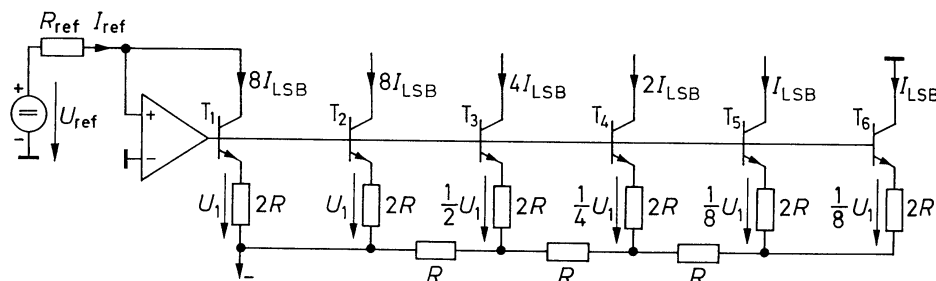 R_ref I_ref
8I_LSB 8I_LSB 4I_LSB 2I_LSB I_LSB I_LSB
T_1 T_2 T_3 T_4 T_5 T_6
+ U_ref -
+
-
U_1 2R U_1 2R 1/2 U_1 2R 1/4 U_1 2R 1/8 U_1 2R 1/8 U_1 2R
-
R R R